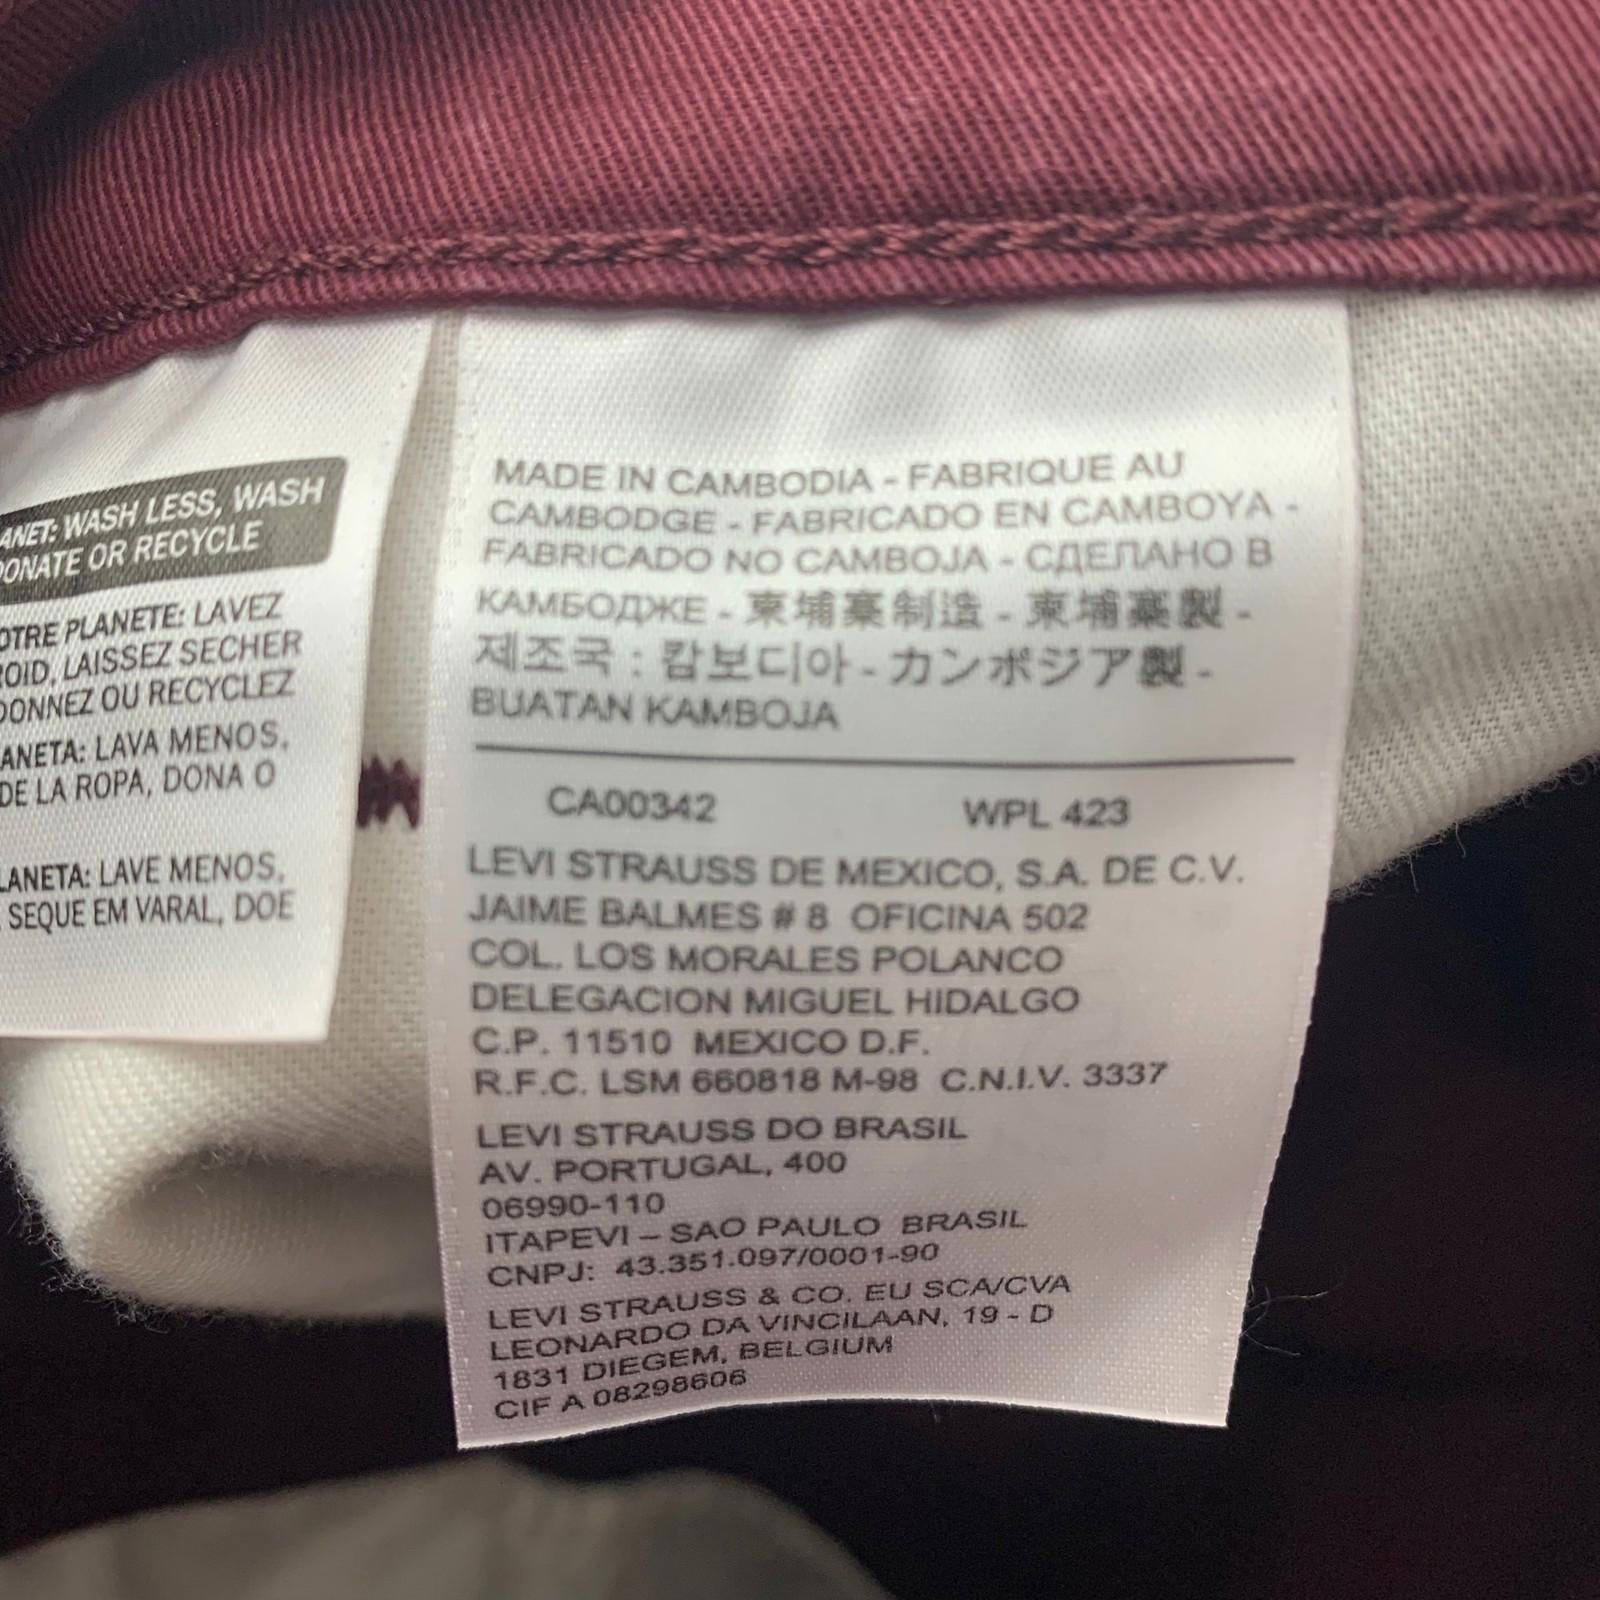 ANET: WASH LESS, WASH
DONATE OR RECYCLE
OTRE PLANETE: LAVEZ
ROID, LAISSEZ SECHER
DONNEZ OU RECYCLEZ
ANETA: LAVA MENOS,
DE LA ROPA, DONA O
LANETA: LAVE MENOS,
SEQUE EM VARAL, DOE
MADE IN CAMBODIA - FABRIQUE AU
CAMBODGE - FABRICADO EN CAMBOYA -
FABRICADO NO CAMBOJA - СДЕЛАНО В
КАМБОДЖЕ - 柬埔寨制造 - 柬埔寨製 -
제조국 : 캄보디아 - カンボジア製 -
BUATAN KAMBOJA
CA00342 WPL 423
LEVI STRAUSS DE MEXICO, S.A. DE C.V.
JAIME BALMES # 8 OFICINA 502
COL. LOS MORALES POLANCO
DELEGACION MIGUEL HIDALGO
C.P. 11510 MEXICO D.F.
R.F.C. LSM 660818 M-98 C.N.I.V. 3337
LEVI STRAUSS DO BRASIL
AV. PORTUGAL, 400
06990-110
ITAPEVI – SAO PAULO BRASIL
CNPJ: 43.351.097/0001-90
LEVI STRAUSS & CO. EU SCA/CVA
LEONARDO DA VINCILAAN, 19 - D
1831 DIEGEM, BELGIUM
CIF A 08298606